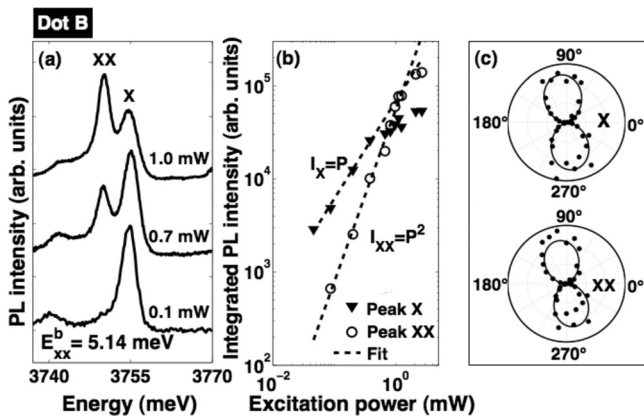 Dot B
(a)
XX
X
1.0 mW
0.7 mW
0.1 mW
E^b_xx = 5.14 meV
PL intensity (arb. units)
3740 3755 3770
Energy (meV)
(b)
Integrated PL intensity (arb. units)
10^5
10^4
10^3
10^2
I_X=P
I_XX=P^2
Peak X
Peak XX
Fit
10^-2 10^0
Excitation power (mW)
(c)
90°
180° X 0°
270°
90°
180° XX 0°
270°